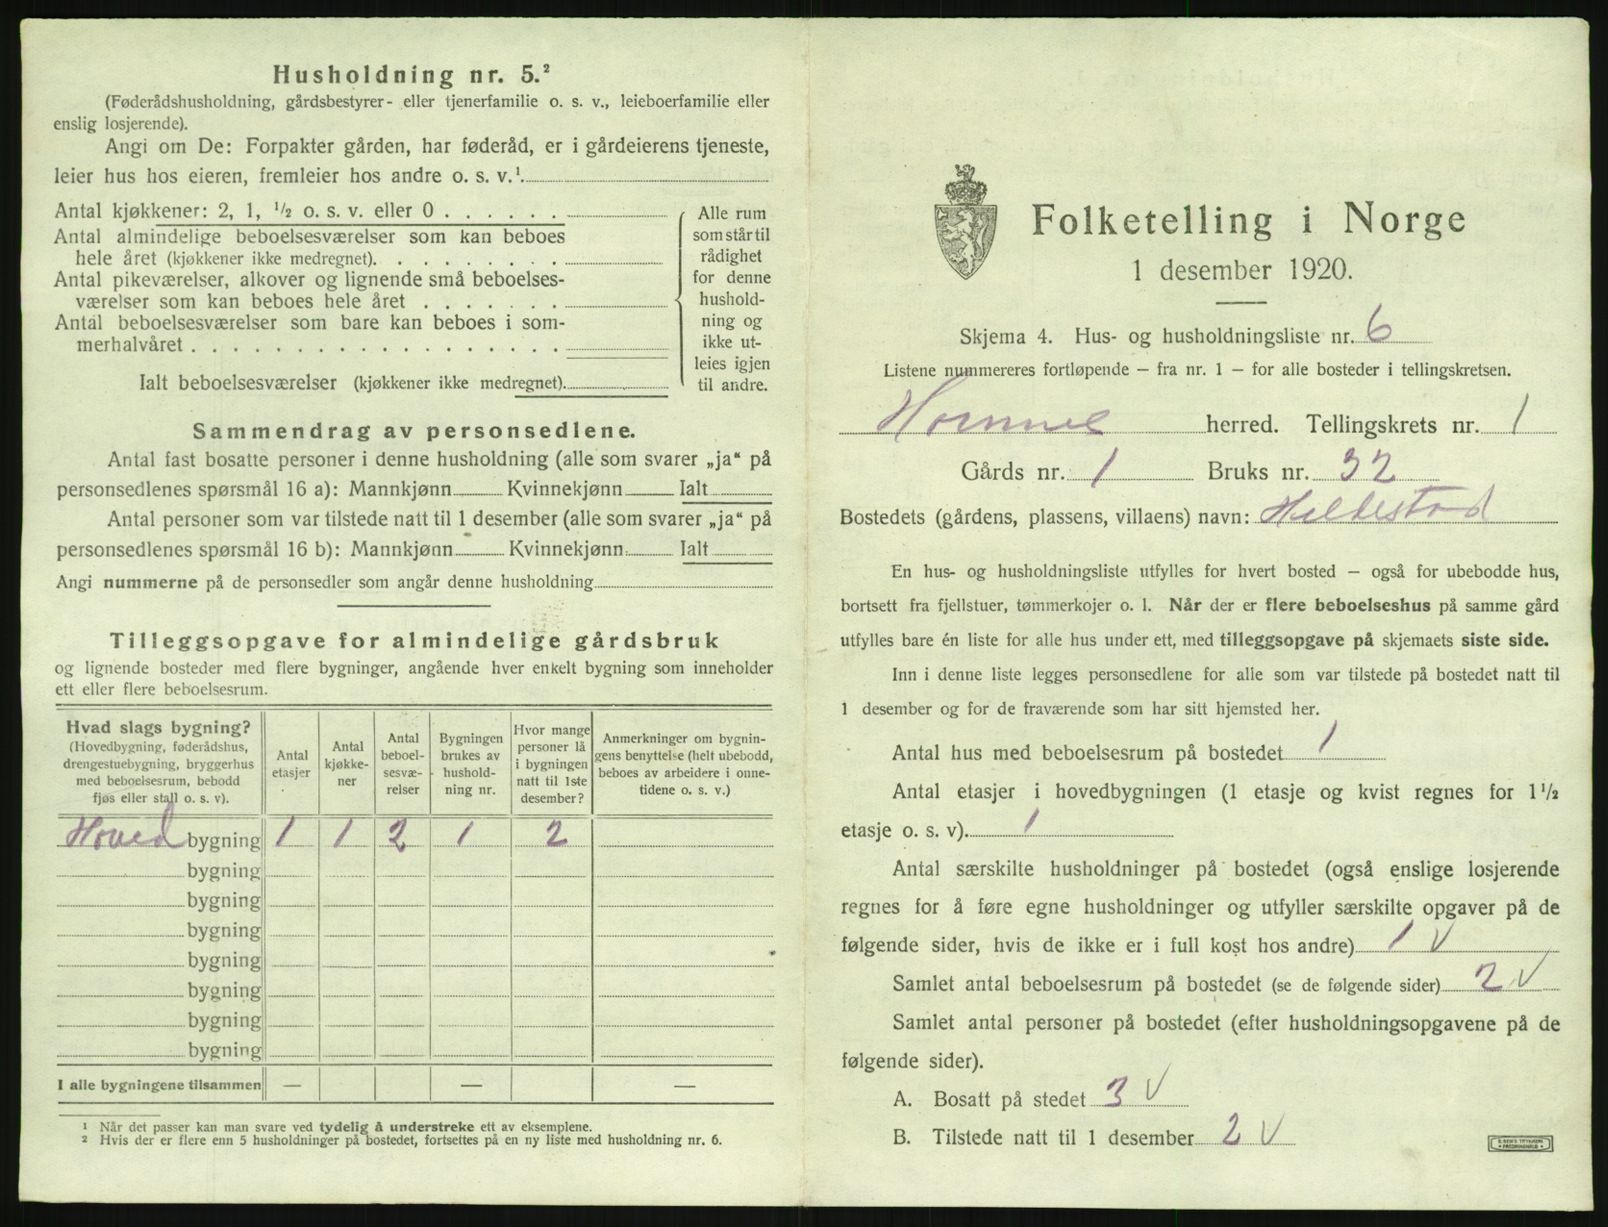 Husholdning nr. 5.²
(Føderådshusholdning, gårdsbestyrer- eller tjenerfamilie o. s. v., leieboerfamilie eller
enslig losjerende).
Angi om De: Forpakter gården, har føderåd, er i gårdeierens tjeneste,
leier hus hos eieren, fremleier hos andre o. s. v.¹
Antal kjøkkener: 2, 1, ¹/₂ o. s. v. eller 0 . . . . . .
Antal almindelige beboelsesværelser som kan beboes
hele året (kjøkkener ikke medregnet). . . . . . . . .
Antal pikeværelser, alkover og lignende små beboelses-
værelser som kan beboes hele året . . . . . . .
Antal beboelsesværelser som bare kan beboes i som-
merhalvåret . . . . . . . . . . . . . . . . . .
Ialt beboelsesværelser (kjøkkener ikke medregnet).
Alle rum
som står til
rådighet
for denne
hushold-
ning og
ikke ut-
leies igjen
til andre.
Sammendrag av personsedlene.
Antal fast bosatte personer i denne husholdning (alle som svarer „ja“ på
personsedlenes spørsmål 16 a): Mannkjønn Kvinnekjønn Ialt
Antal personer som var tilstede natt til 1 desember (alle som svarer „ja“ på
personsedlenes spørsmål 16 b): Mannkjønn Kvinnekjønn Ialt
Angi nummerne på de personsedler som angår denne husholdning
Tilleggsopgave for almindelige gårdsbruk
og lignende bosteder med flere bygninger, angående hver enkelt bygning som inneholder
ett eller flere beboelsesrum.
Hvad slags bygning?
(Hovedbygning, føderådshus,
drengestuebygning, bryggerhus
med beboelsesrum, bebodd
fjøs eller stall o. s. v).
Antal
etasjer
Antal
kjøkke-
ner
Antal
beboel-
sesvæ-
relser
Bygningen
brukes av
hushold-
ning nr.
Hvor mange
personer lå
i bygningen
natt til 1ste
desember?
Anmerkninger om bygnin-
gens benyttelse (helt ubebodd,
beboes av arbeidere i onne-
tidene o. s. v.)
Hoved bygning 1 1 2 1 2
bygning
bygning
bygning
bygning
bygning
bygning
bygning
I alle bygningene tilsammen — — —
¹ Når det passer kan man svare ved tydelig å understreke ett av eksemplene.
² Hvis der er flere enn 5 husholdninger på bostedet, fortsettes på en ny liste med husholdning nr. 6.
Folketelling i Norge
1 desember 1920.
Skjema 4. Hus- og husholdningsliste nr. 6
Listene nummereres fortløpende — fra nr. 1 — for alle bosteder i tellingskretsen.
Hommel herred. Tellingskrets nr. 1
Gårds nr. 1 Bruks nr. 32
Bostedets (gårdens, plassens, villaens) navn: Hildestad
En hus- og husholdningsliste utfylles for hvert bosted — også for ubebodde hus,
bortsett fra fjellstuer, tømmerkojer o. l. Når der er flere beboelseshus på samme gård
utfylles bare én liste for alle hus under ett, med tilleggsopgave på skjemaets siste side.
Inn i denne liste legges personsedlene for alle som var tilstede på bostedet natt til
1 desember og for de fraværende som har sitt hjemsted her.
Antal hus med beboelsesrum på bostedet 1
Antal etasjer i hovedbygningen (1 etasje og kvist regnes for 1¹/₂
etasje o. s. v). 1
Antal særskilte husholdninger på bostedet (også enslige losjerende
regnes for å føre egne husholdninger og utfyller særskilte opgaver på de
følgende sider, hvis de ikke er i full kost hos andre) 1 V
Samlet antal beboelsesrum på bostedet (se de følgende sider) 2 V
Samlet antal personer på bostedet (efter husholdningsopgavene på de
følgende sider).
A. Bosatt på stedet 3 V
B. Tilstede natt til 1 desember 2 V